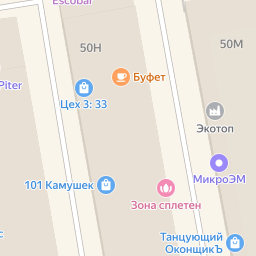 Escobar
50Н
50М
Буфет
Piter
Цех 3: 33
Экотоп
МикроЭМ
101 Камушек
Зона сплетен
Танцующий
ОконщикЪ
с